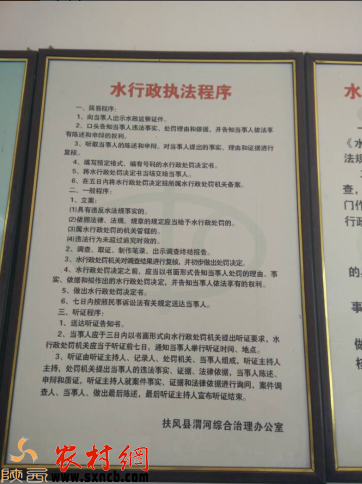 水行政执法程序
一、简易程序:
1、向当事人出示水政监察证件。
2、口头告知当事人违法事实、处罚理由和依据,并告知当事人依法享
有陈述和申辩的权利。
3、听取当事人的陈述和申辩,对当事人提出的事实、理由和证据进行
复核。
4、填写预定格式、编有号码的水行政处罚决定书。
5、将水行政处罚决定书当场交给当事人。
6、在五日内将水行政处罚决定报所属水行政处罚机关备案。
二、一般程序:
1、立案:
(1)具有违反水法规事实的。
(2)依照法律、法规、规章的规定应当给予水行政处罚的。
(3)属水行政处罚的机关管辖的。
(4)违法行为未超过追究时效的。
2、调查、取证、制作笔录、出示调查终结报告。
3、水行政处罚机关对调查结果进行复核,并初步做出处罚决定。
4、水行政处罚决定之前,应当以书面形式告知当事人处罚的理由、事
实、依据和拟作出的水行政处罚决定,并告知当事人依法享有的权利。
5、做出水行政处罚决定书。
6、七日内按照民事诉讼法有关规定送达当事人。
三、听证程序:
1、送达听证告知书。
2、当事人应于三日内以书面形式向水行政处罚机关提出听证要求,水
行政处罚机关应当于听证前七日,通知当事人举行听证时间、地点。
3、听证由听证主持人、记录人、处罚机关、当事人组成,听证主持人
主持,处罚机关提出当事人的违法事实、证据、法律依据,当事人陈述、
申辩和质证,听证主持人就案件事实、证据和法律依据进行询问,案件调
查人、当事人、做出最后陈述,最后听证主持人宣布听证结束。
扶风县渭河综合治理办公室
水
《水
法规
查,
门作
行政
的。
事
做
陕西
农村網
www.sxncb.com